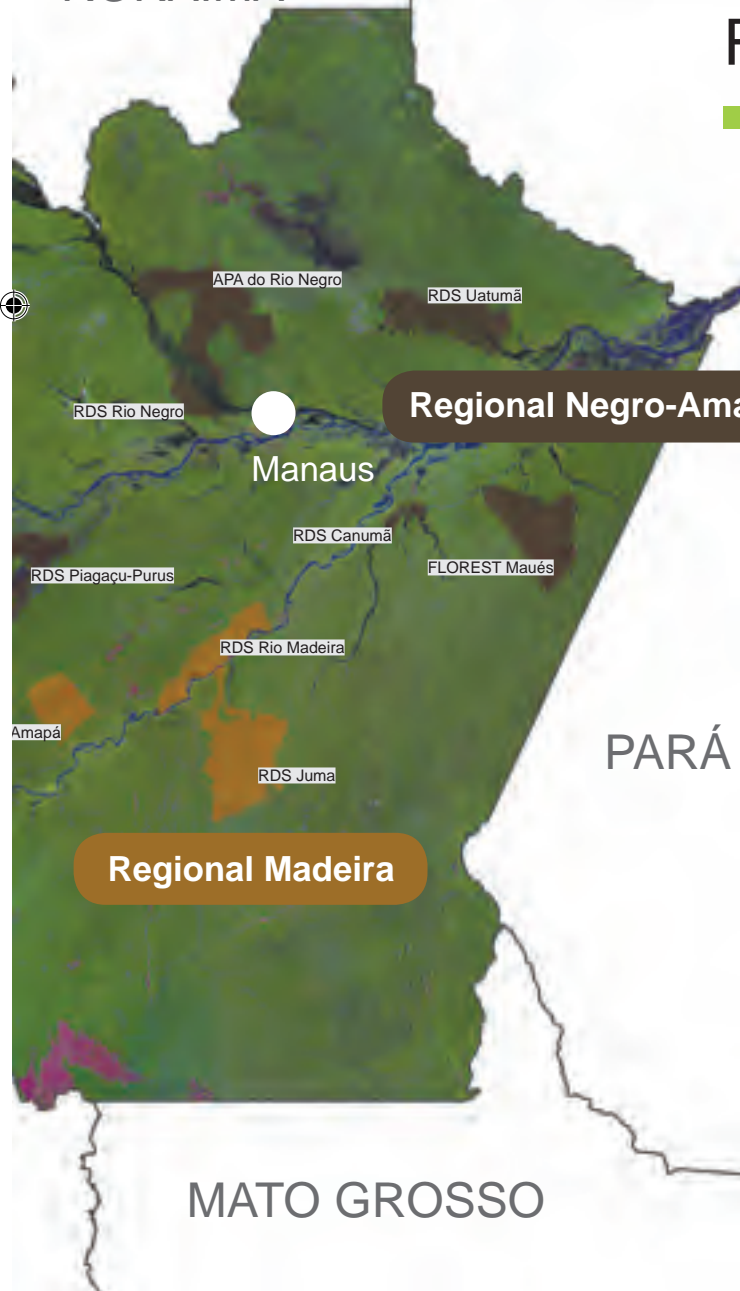 APA do Rio Negro
RDS Uatumã
RDS Rio Negro
Regional Negro-Ama
Manaus
RDS Canumã
FLOREST Maués
RDS Piagaçu-Purus
RDS Rio Madeira
Amapá
PARÁ
RDS Juma
Regional Madeira
MATO GROSSO